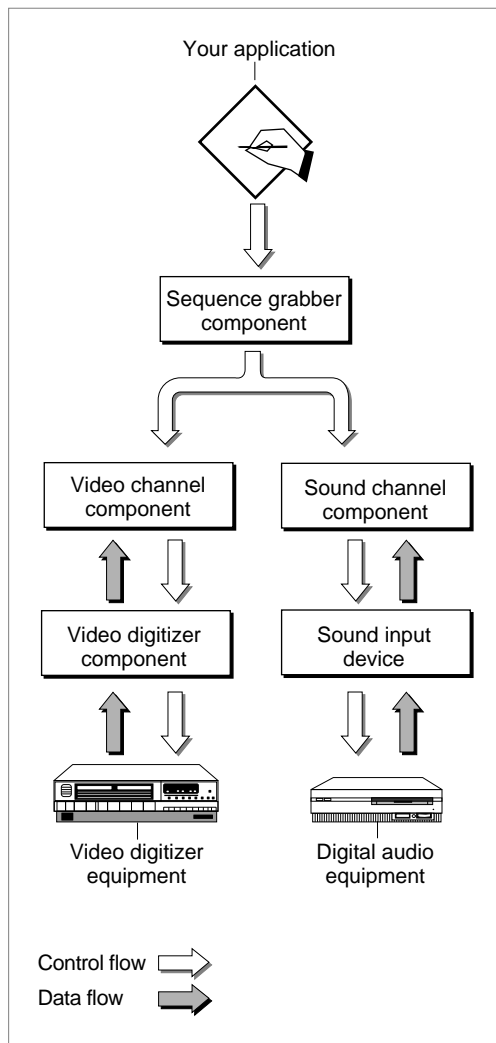 Your application
Sequence grabber
component
Video channel
component
Sound channel
component
Video digitizer
component
Sound input
device
Video digitizer
equipment
Digital audio
equipment
Control flow
Data flow